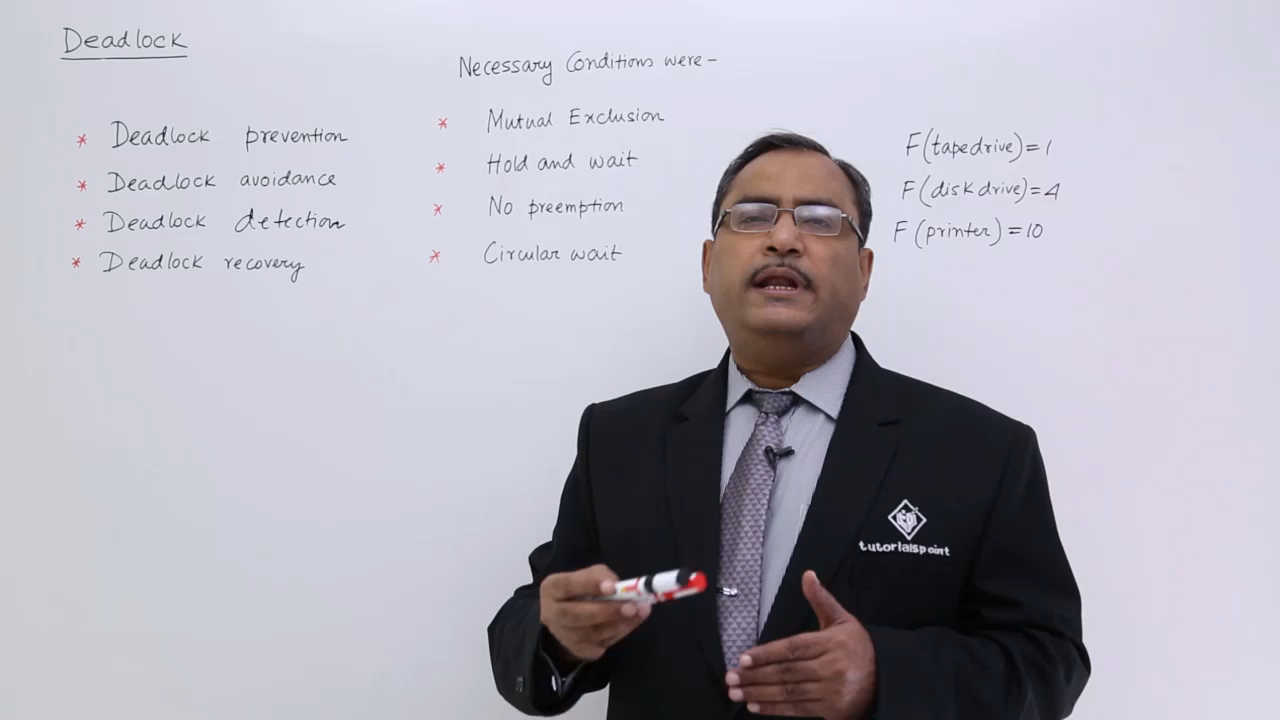 Deadlock
* Deadlock prevention
* Deadlock avoidance
* Deadlock detection
* Deadlock recovery
Necessary Conditions were -
* Mutual Exclusion
* Hold and wait
* No preemption
* Circular wait
F(tapedrive)=1
F(disk drive)=4
F(printer)=10
tutorialspoint